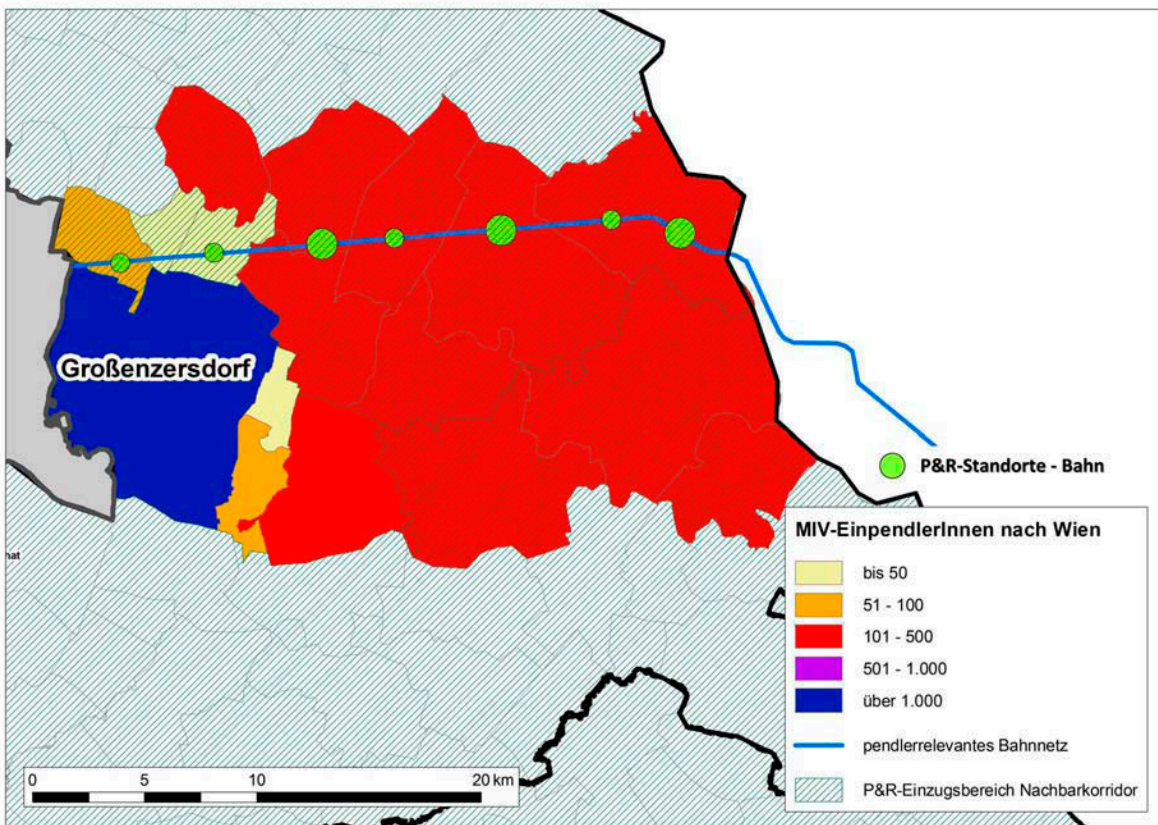 Großenzersdorf
P&R-Standorte - Bahn
MIV-EinpendlerInnen nach Wien
bis 50
51 - 100
101 - 500
501 - 1.000
über 1.000
pendlerrelevantes Bahnnetz
P&R-Einzugsbereich Nachbarkorridor
nat
0 5 10 20 km